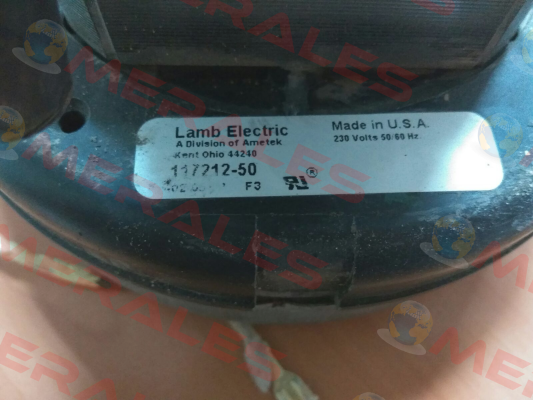 Lamb Electric
A Division of Ametek
Kent Ohio 44240
117212-50
F3
Made in U.S.A.
230 Volts 50/60 Hz
MERALES
MERALES
MERALES
MERALES